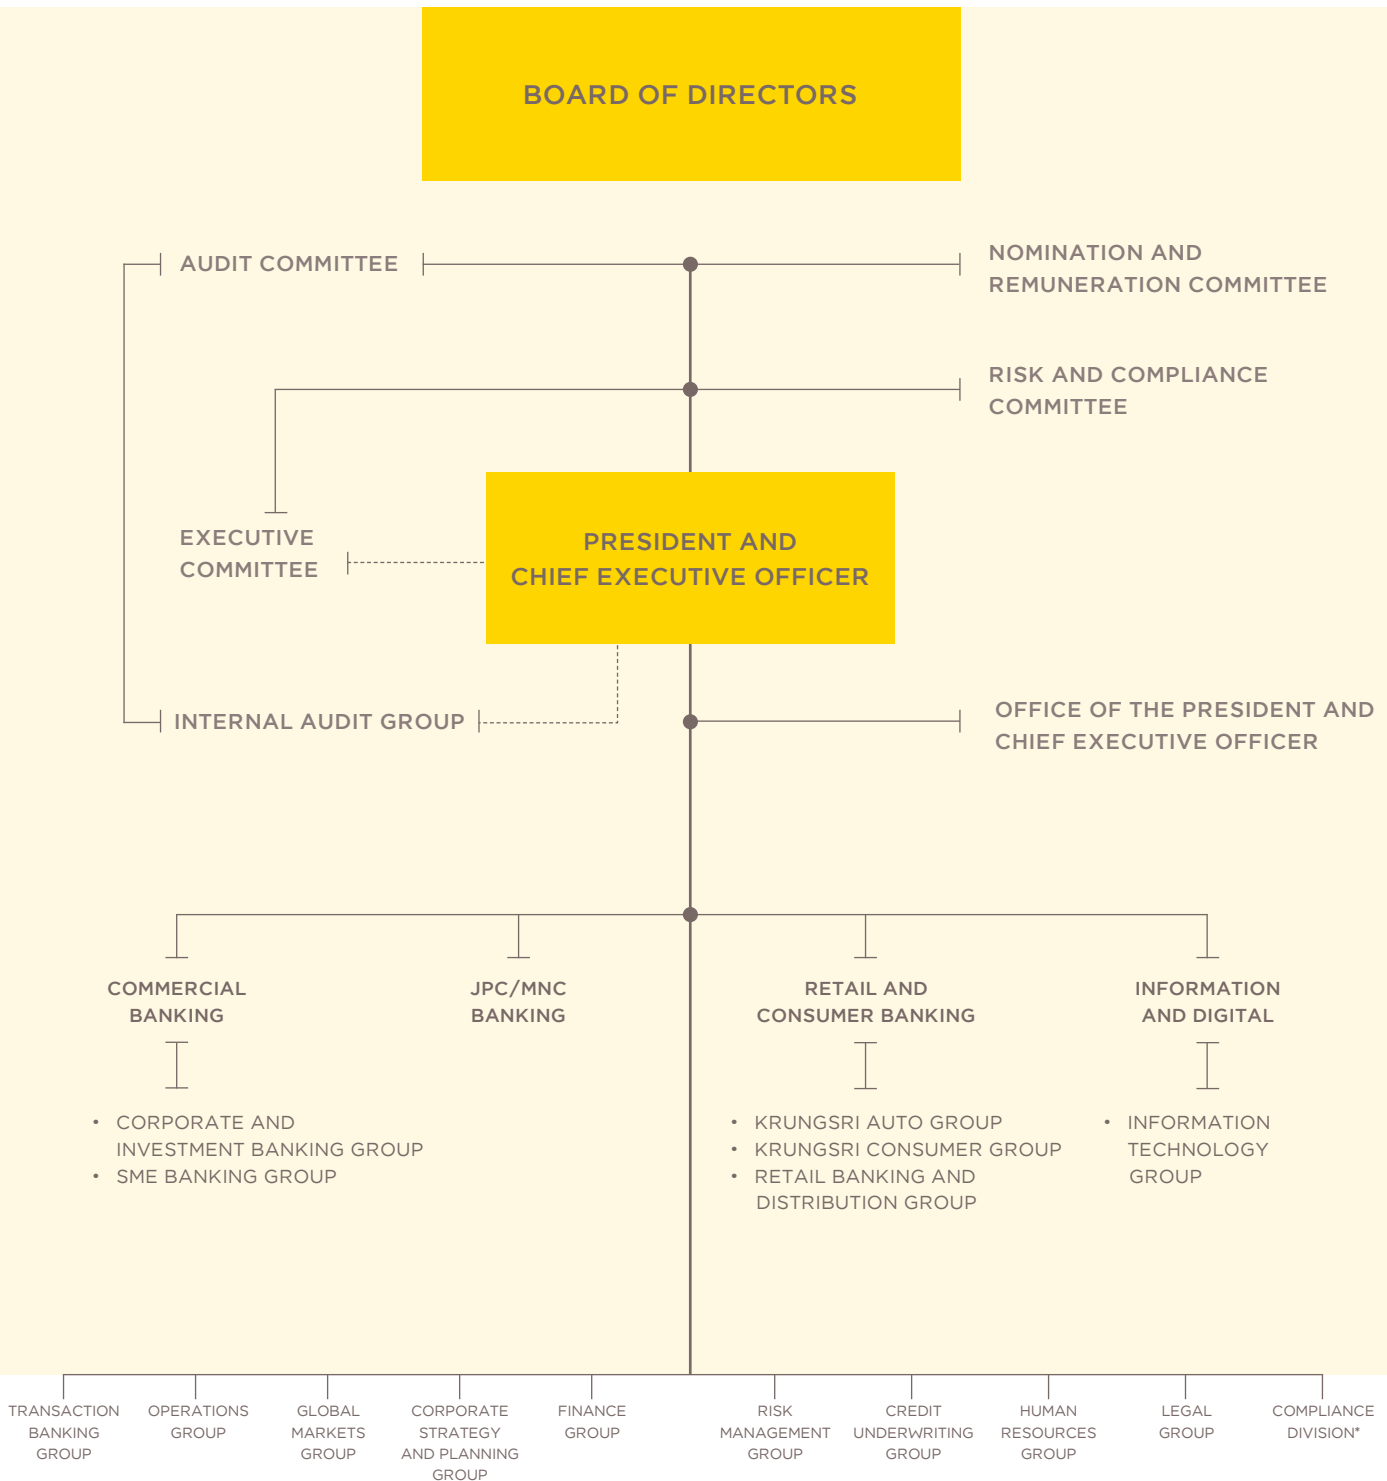 BOARD OF DIRECTORS
AUDIT COMMITTEE
NOMINATION AND
REMUNERATION COMMITTEE
RISK AND COMPLIANCE
COMMITTEE
EXECUTIVE
COMMITTEE
PRESIDENT AND
CHIEF EXECUTIVE OFFICER
INTERNAL AUDIT GROUP
OFFICE OF THE PRESIDENT AND
CHIEF EXECUTIVE OFFICER
COMMERCIAL
BANKING
JPC/MNC
BANKING
RETAIL AND
CONSUMER BANKING
INFORMATION
AND DIGITAL
• CORPORATE AND
INVESTMENT BANKING GROUP
• SME BANKING GROUP
• KRUNGSRI AUTO GROUP
• KRUNGSRI CONSUMER GROUP
• RETAIL BANKING AND
DISTRIBUTION GROUP
• INFORMATION
TECHNOLOGY
GROUP
TRANSACTION
BANKING
GROUP
OPERATIONS
GROUP
GLOBAL
MARKETS
GROUP
CORPORATE
STRATEGY
AND PLANNING
GROUP
FINANCE
GROUP
RISK
MANAGEMENT
GROUP
CREDIT
UNDERWRITING
GROUP
HUMAN
RESOURCES
GROUP
LEGAL
GROUP
COMPLIANCE
DIVISION*